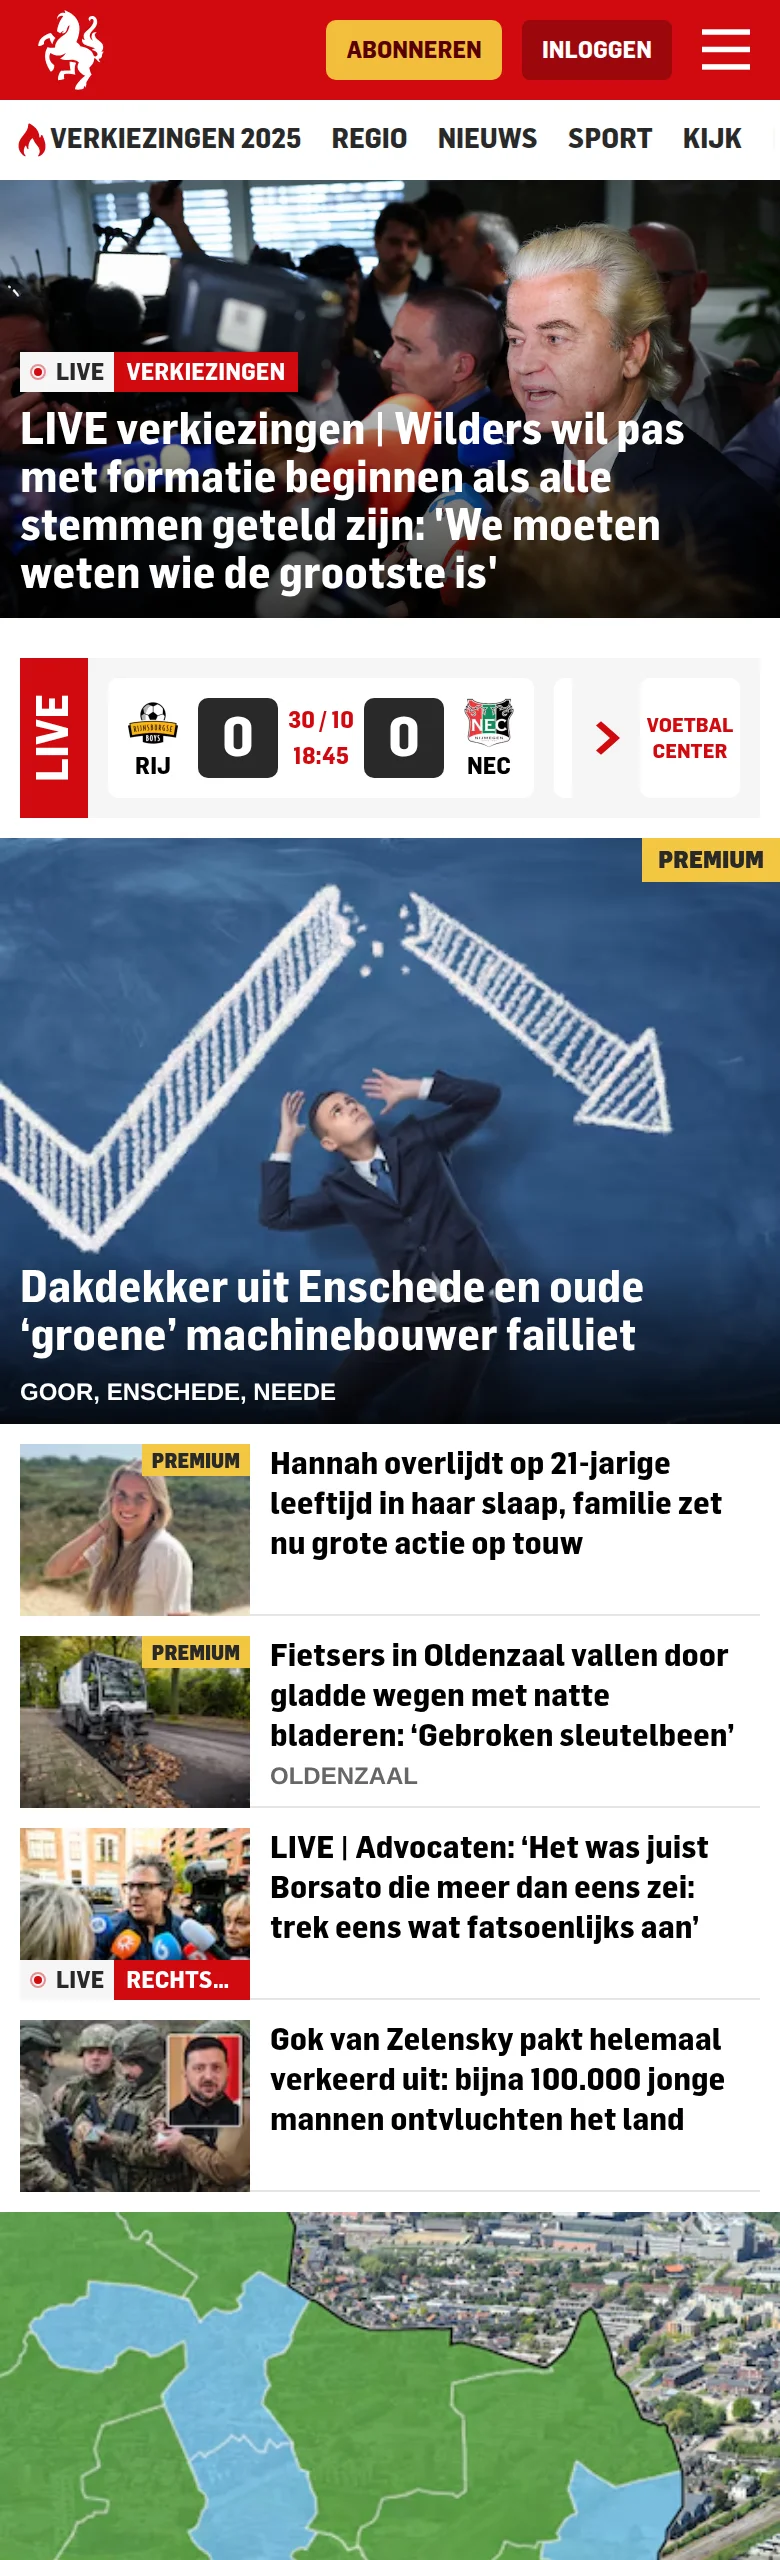 ABONNEREN
INLOGGEN
VERKIEZINGEN 2025
REGIO
NIEUWS
SPORT
KIJK
LIVE
VERKIEZINGEN
LIVE verkiezingen | Wilders wil pas
met formatie beginnen als alle
stemmen geteld zijn: 'We moeten
weten wie de grootste is'
LIVE
RIJNSBURGSE
BOYS
RIJ
0
30 / 10
18:45
0
NEC
NIJMEGEN
NEC
VOETBAL
CENTER
PREMIUM
Dakdekker uit Enschede en oude
‘groene’ machinebouwer failliet
GOOR, ENSCHEDE, NEEDE
PREMIUM
Hannah overlijdt op 21-jarige
leeftijd in haar slaap, familie zet
nu grote actie op touw
PREMIUM
Fietsers in Oldenzaal vallen door
gladde wegen met natte
bladeren: ‘Gebroken sleutelbeen’
OLDENZAAL
LIVE
RECHTS...
LIVE | Advocaten: ‘Het was juist
Borsato die meer dan eens zei:
trek eens wat fatsoenlijks aan’
Gok van Zelensky pakt helemaal
verkeerd uit: bijna 100.000 jonge
mannen ontvluchten het land